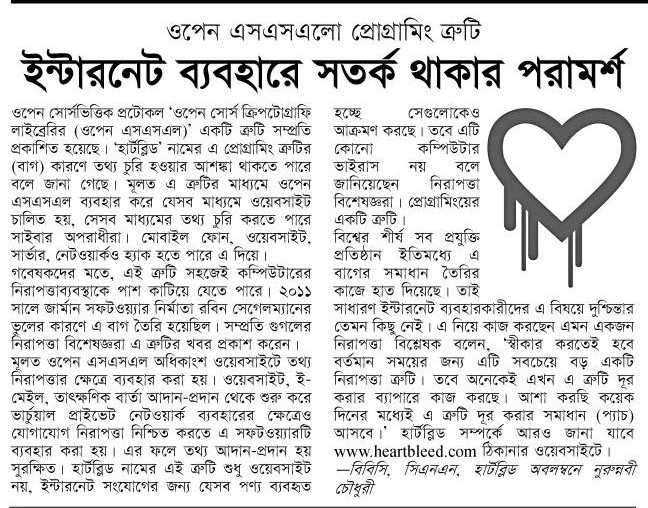 ওপেন এসএসএলো প্রোগ্রামিং ত্রুটি
ইন্টারনেট ব্যবহারে সতর্ক থাকার পরামর্শ
ওপেন সোর্সভিত্তিক প্রটোকল ‘ওপেন সোর্স ক্রিপটোগ্রাফি
লাইব্রেরির (ওপেন এসএসএল)’ একটি ত্রুটি সম্প্রতি
প্রকাশিত হয়েছে। ‘হার্টব্লিড’ নামের এ প্রোগ্রামিং ত্রুটির
(বাগ) কারণে তথ্য চুরি হওয়ার আশঙ্কা থাকতে পারে
বলে জানা গেছে। মূলত এ ত্রুটির মাধ্যমে ওপেন
এসএসএল ব্যবহার করে যেসব মাধ্যমে ওয়েবসাইট
চালিত হয়, সেসব মাধ্যমের তথ্য চুরি করতে পারে
সাইবার অপরাধীরা। মোবাইল ফোন, ওয়েবসাইট,
সার্ভার, নেটওয়ার্কও হ্যাক হতে পারে এ দিয়ে।
গবেষকদের মতে, এই ত্রুটি সহজেই কম্পিউটারের
নিরাপত্তাব্যবস্থাকে পাশ কাটিয়ে যেতে পারে। ২০১১
সালে জার্মান সফটওয়্যার নির্মাতা রবিন সেগেলম্যানের
ভুলের কারণে এ বাগ তৈরি হয়েছিল। সম্প্রতি গুগলের
নিরাপত্তা বিশেষজ্ঞরা এ ত্রুটির খবর প্রকাশ করেন।
মূলত ওপেন এসএসএল অধিকাংশ ওয়েবসাইটে তথ্য
নিরাপত্তার ক্ষেত্রে ব্যবহার করা হয়। ওয়েবসাইট, ই-
মেইল, তাৎক্ষণিক বার্তা আদান-প্রদান থেকে শুরু করে
ভার্চুয়াল প্রাইভেট নেটওয়ার্ক ব্যবহারের ক্ষেত্রেও
যোগাযোগ নিরাপত্তা নিশ্চিত করতে এ সফটওয়্যারটি
ব্যবহার করা হয়। এর ফলে তথ্য আদান-প্রদান হয়
সুরক্ষিত। হার্টব্লিড নামের এই ত্রুটি শুধু ওয়েবসাইট
নয়, ইন্টারনেট সংযোগের জন্য যেসব পণ্য ব্যবহৃত
হচ্ছে সেগুলোকেও
আক্রমণ করছে। তবে এটি
কোনো কম্পিউটার
ভাইরাস নয় বলে
জানিয়েছেন নিরাপত্তা
বিশেষজ্ঞরা। প্রোগ্রামিংয়ের
একটি ত্রুটি।
বিশ্বের শীর্ষ সব প্রযুক্তি
প্রতিষ্ঠান ইতিমধ্যে এ
বাগের সমাধান তৈরির
কাজে হাত দিয়েছে। তাই
সাধারণ ইন্টারনেট ব্যবহারকারীদের এ বিষয়ে দুশ্চিন্তার
তেমন কিছু নেই। এ নিয়ে কাজ করছেন এমন একজন
নিরাপত্তা বিশ্লেষক বলেন, ‘স্বীকার করতেই হবে
বর্তমান সময়ের জন্য এটি সবচেয়ে বড় একটি
নিরাপত্তা ত্রুটি। তবে অনেকেই এখন এ ত্রুটি দূর
করার ব্যাপারে কাজ করছে। আশা করছি কয়েক
দিনের মধ্যেই এ ত্রুটি দূর করার সমাধান (প্যাচ)
আসবে।’ হার্টব্লিড সম্পর্কে আরও জানা যাবে
www.heartbleed.com ঠিকানার ওয়েবসাইটে।
—বিবিসি, সিএনএন, হার্টব্লিড অবলম্বনে নুরুন্নবী
চৌধুরী